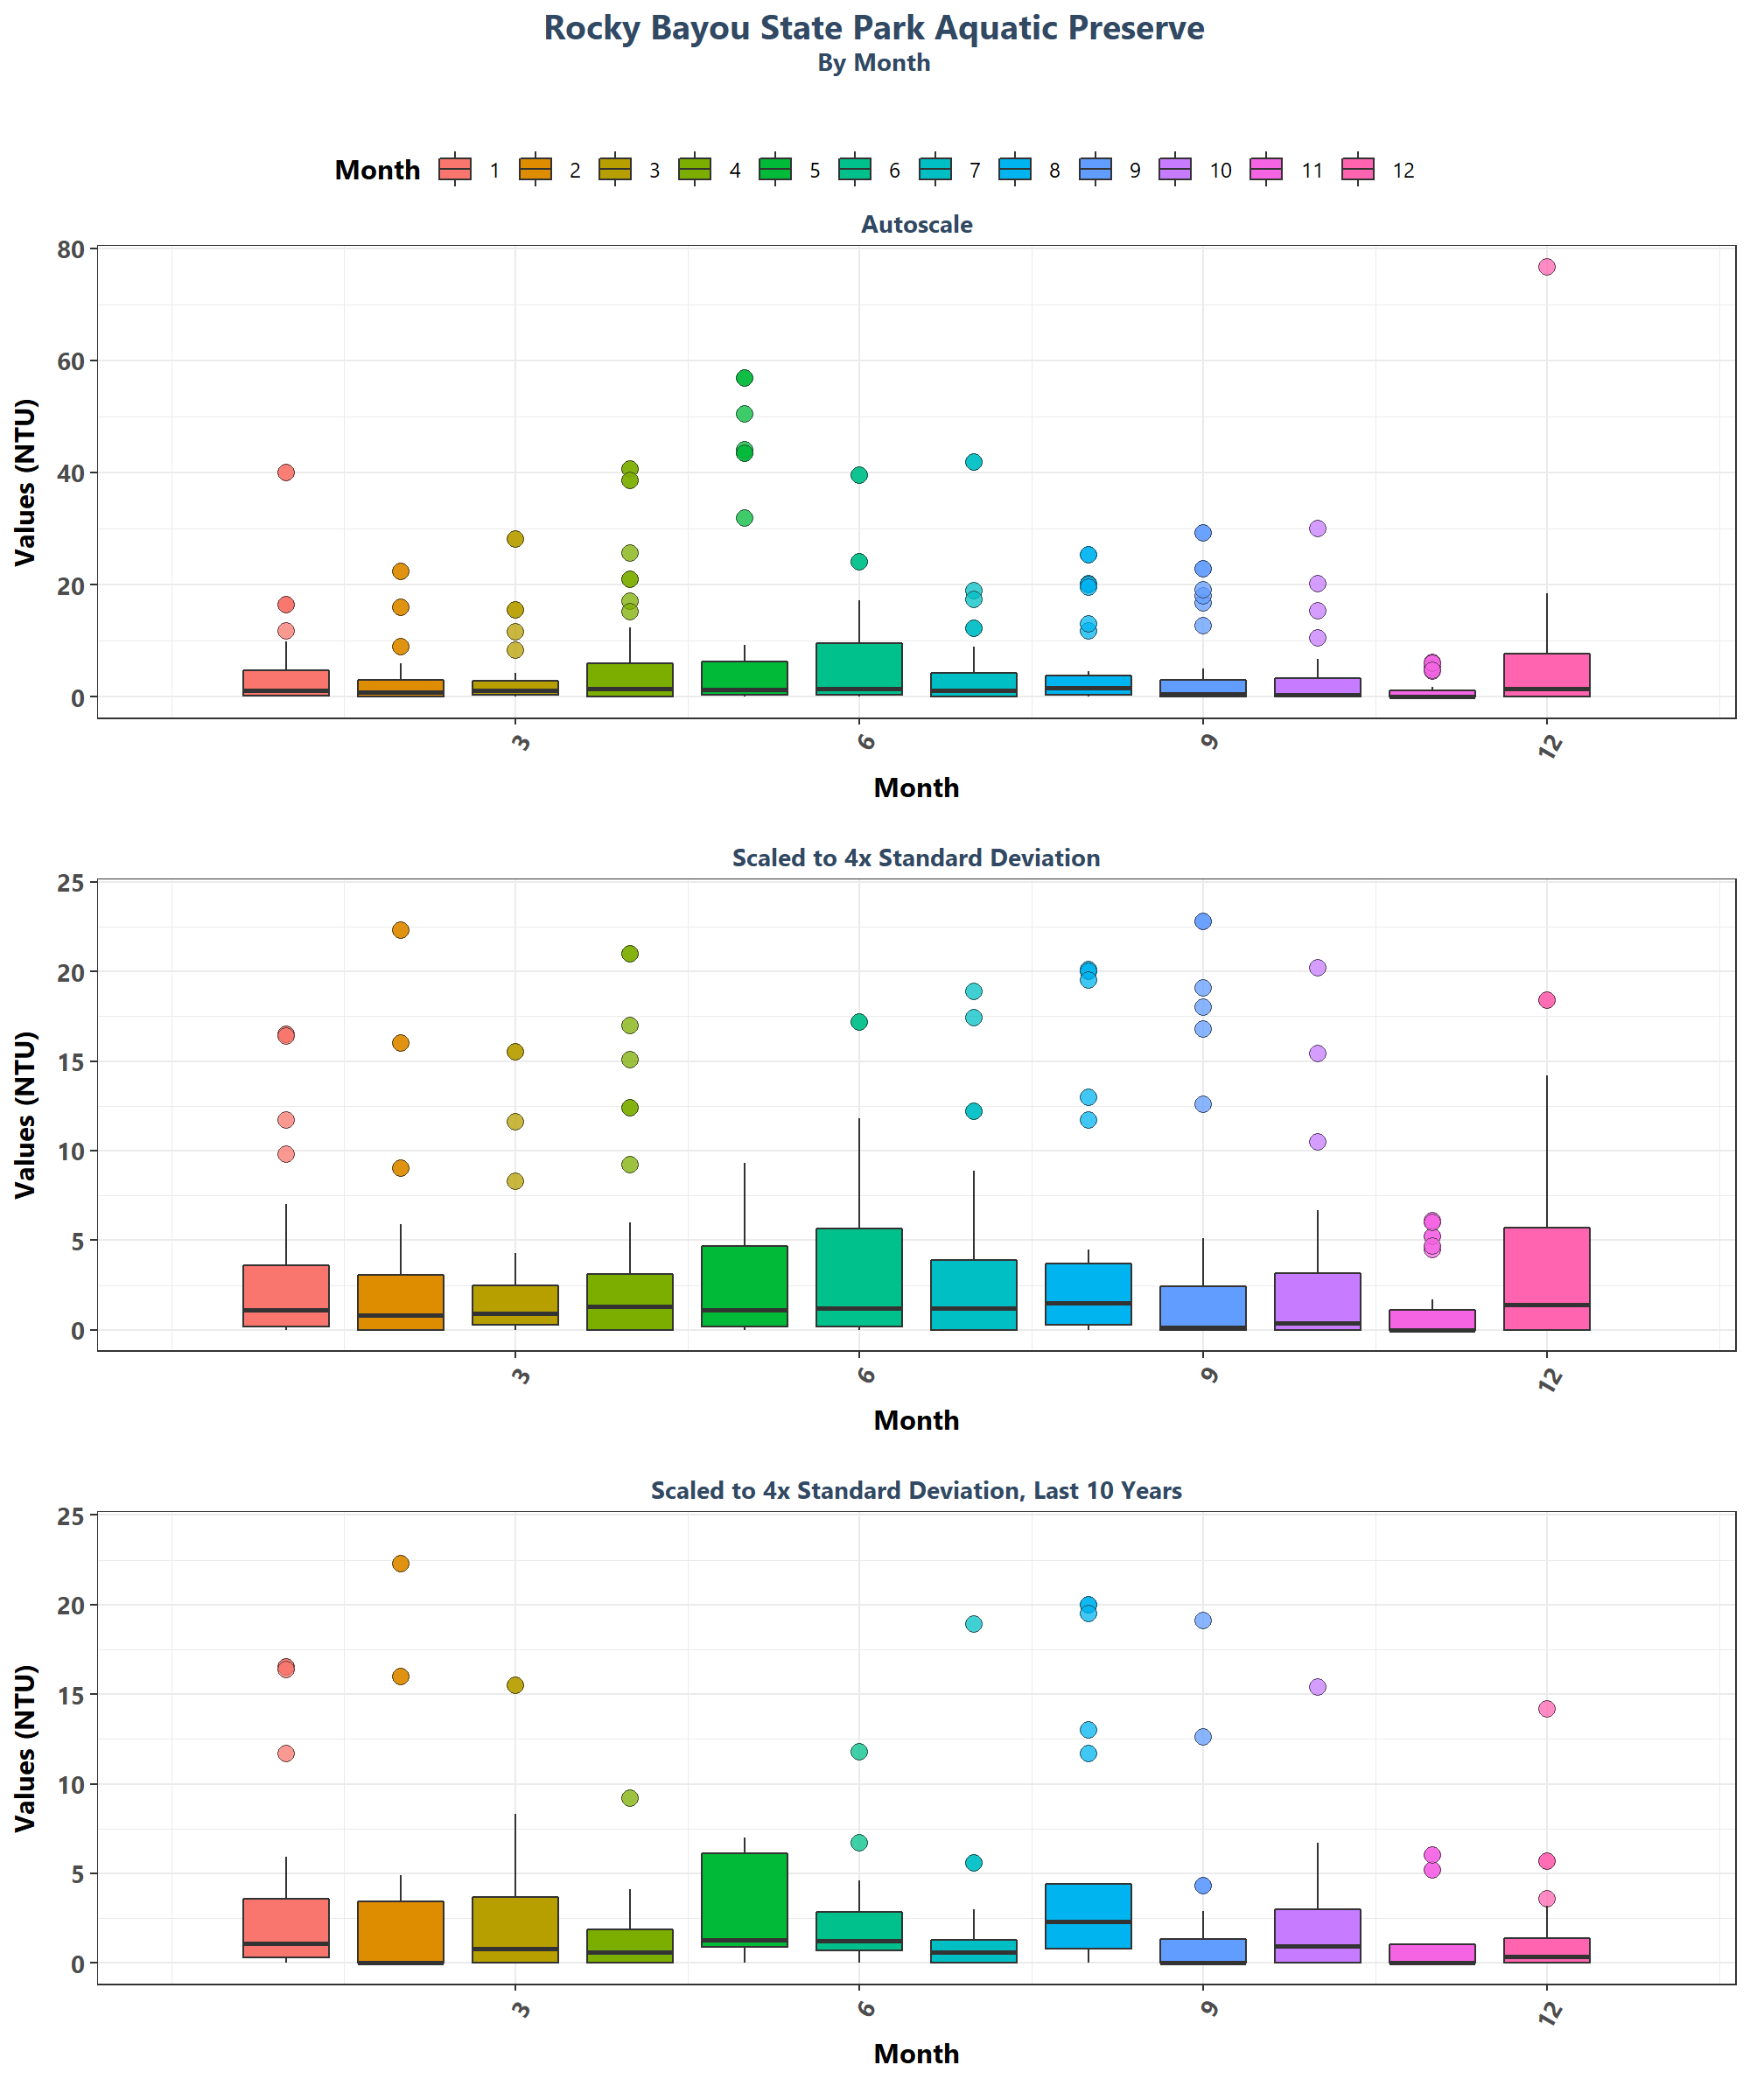 Rocky Bayou State Park Aquatic Preserve
By Month
Month 1 2 3 4 5 6 7 8 9 10 11 12
Autoscale
80
60
40
20
0
Values (NTU)
3 6 9 12
Month
Scaled to 4x Standard Deviation
25
20
15
10
5
0
Values (NTU)
3 6 9 12
Month
Scaled to 4x Standard Deviation, Last 10 Years
25
20
15
10
5
0
Values (NTU)
3 6 9 12
Month